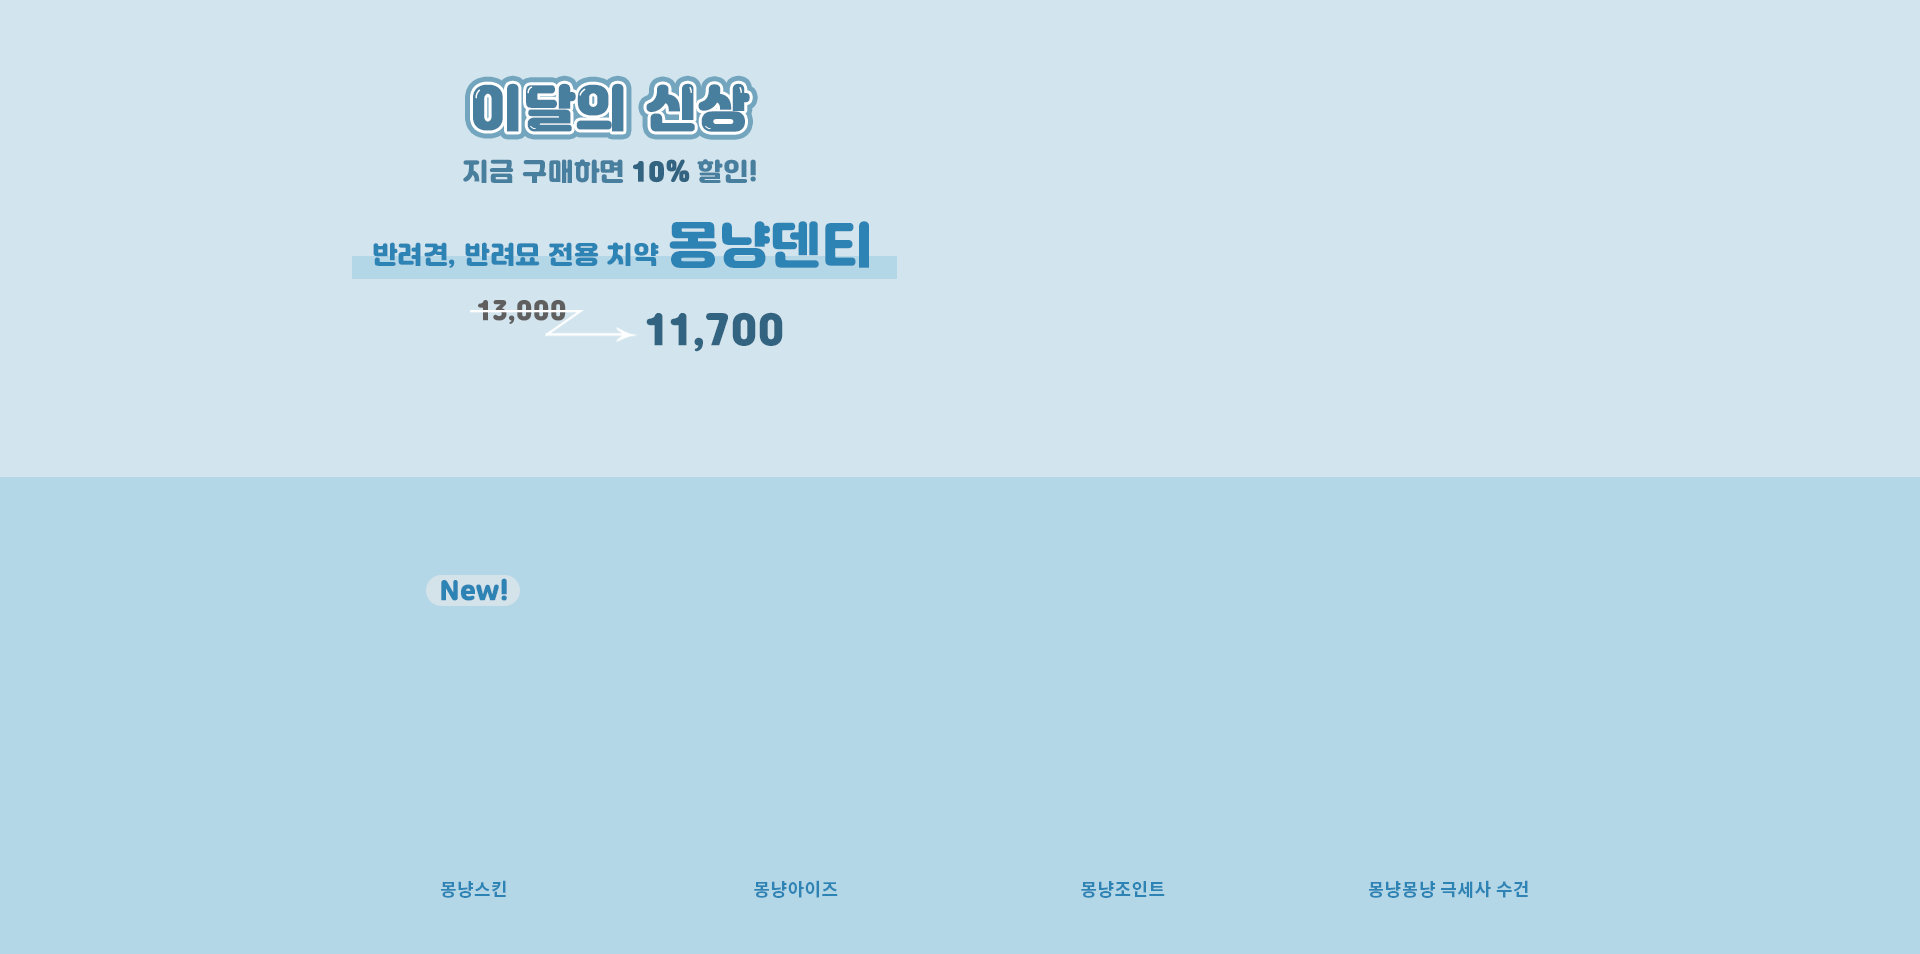 이달의 신상
지금 구매하면 10% 할인!
반려견, 반려묘 전용 치약 몽냥덴티
13,000
11,700
New!
몽냥스킨
몽냥아이즈
몽냥조인트
몽냥몽냥 극세사 수건